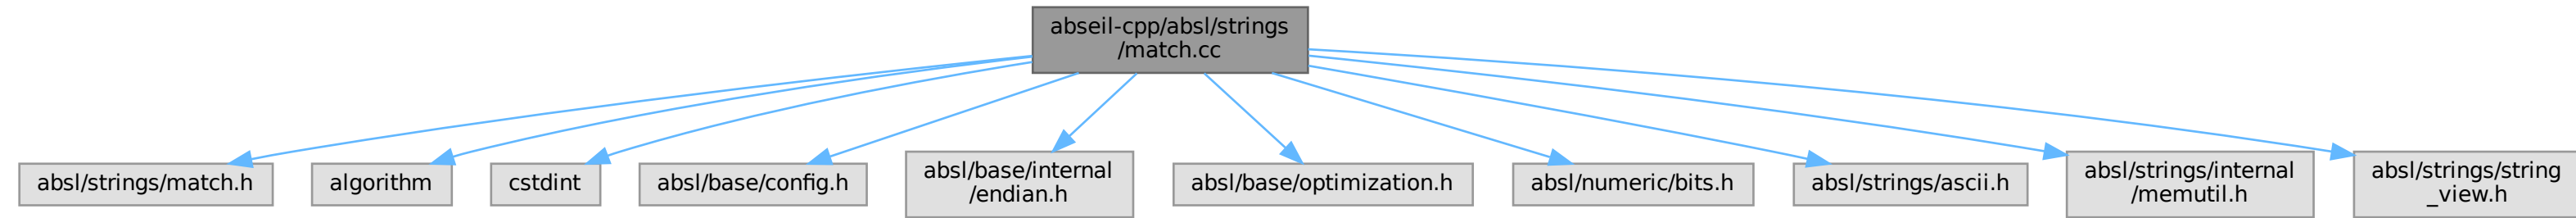 abseil-cpp/absl/strings
/match.cc
absl/strings/match.h
algorithm
cstdint
absl/base/config.h
absl/base/internal
/endian.h
absl/base/optimization.h
absl/numeric/bits.h
absl/strings/ascii.h
absl/strings/internal
/memutil.h
absl/strings/string
_view.h